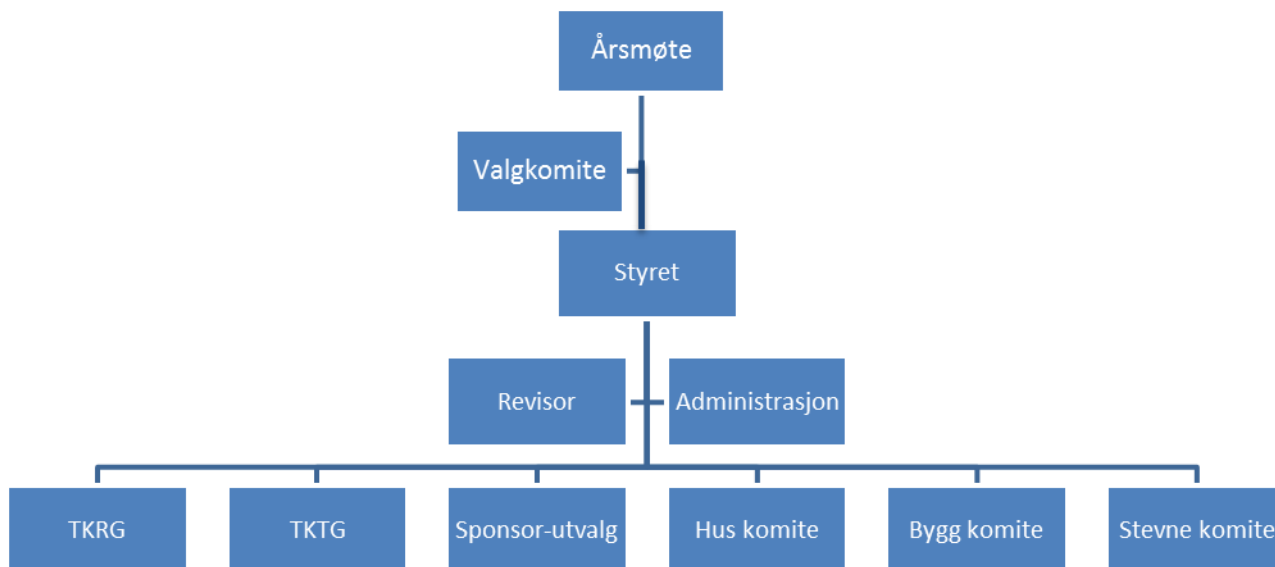 Årsmøte
Valgkomite
Styret
Revisor
Administrasjon
TKRG
TKTG
Sponsor-utvalg
Hus komite
Bygg komite
Stevne komite